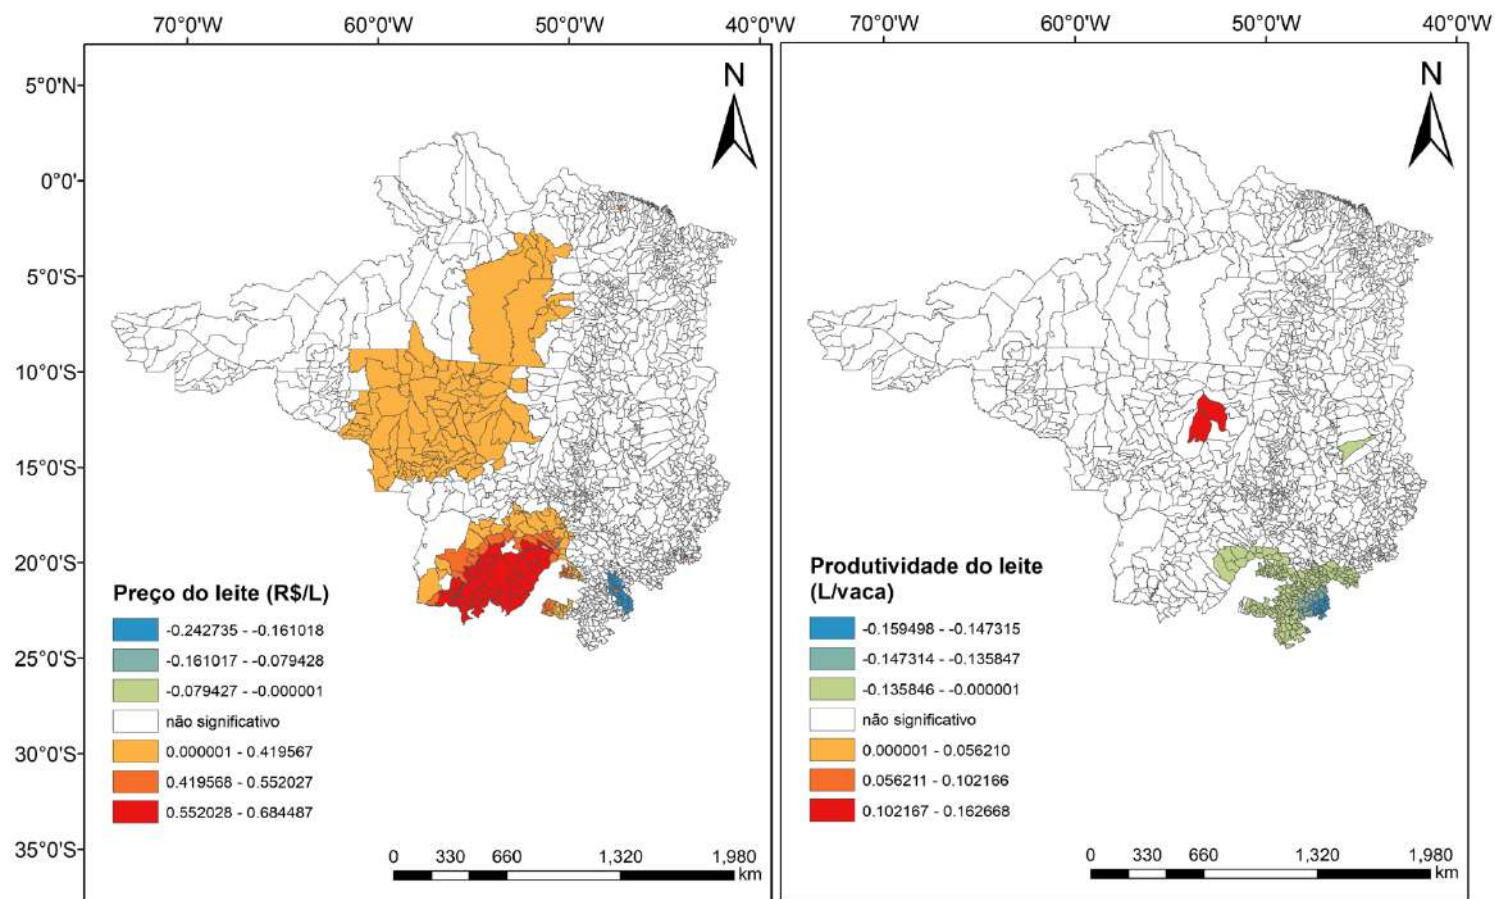 70°0'W 60°0'W 50°0'W 40°0'W
5°0'N
0°0'
5°0'S
10°0'S
15°0'S
20°0'S
25°0'S
30°0'S
35°0'S
N
Preço do leite (R$/L)
-0.242735 - -0.161018
-0.161017 - -0.079428
-0.079427 - -0.000001
não significativo
0.000001 - 0.419567
0.419568 - 0.552027
0.552028 - 0.684487
0 330 660 1,320 1,980
km
70°0'W 60°0'W 50°0'W 40°0'W
N
Produtividade do leite
(L/vaca)
-0.159498 - -0.147315
-0.147314 - -0.135847
-0.135846 - -0.000001
não significativo
0.000001 - 0.056210
0.056211 - 0.102166
0.102167 - 0.162668
0 330 660 1,320 1,980
km